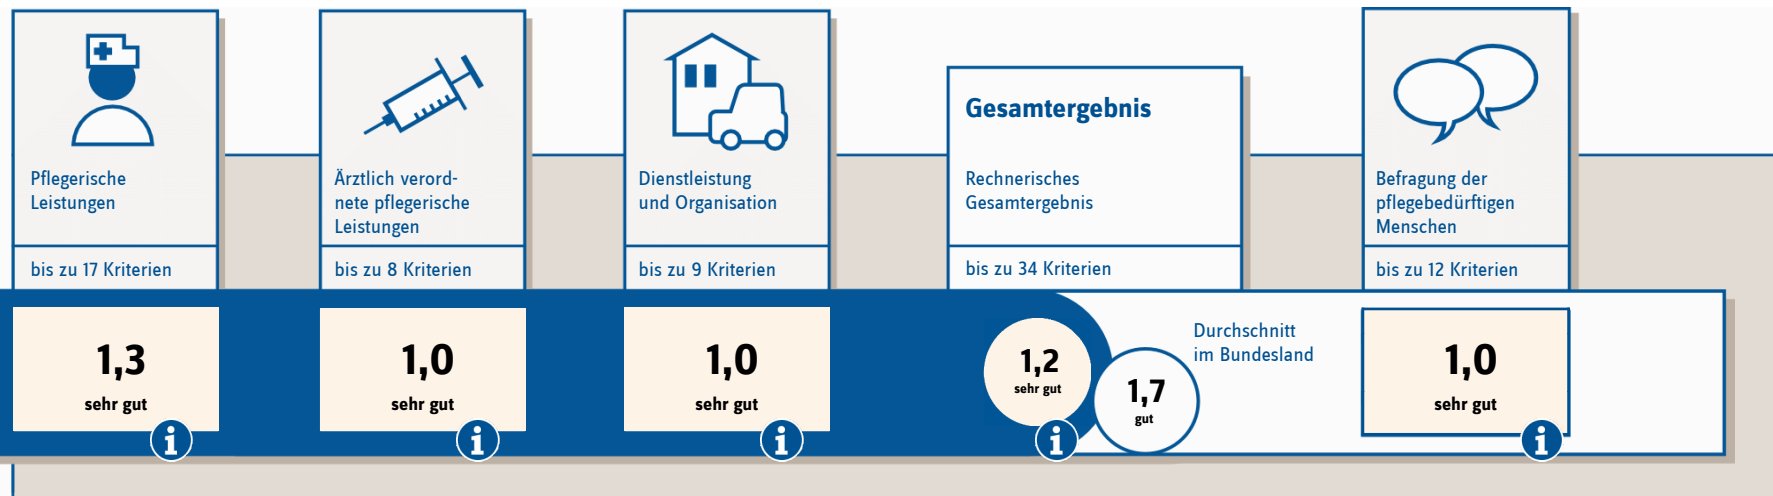 Pflegerische
Leistungen
bis zu 17 Kriterien
1,3
sehr gut
i
Ärztlich verord-
nete pflegerische
Leistungen
bis zu 8 Kriterien
1,0
sehr gut
i
Dienstleistung
und Organisation
bis zu 9 Kriterien
1,0
sehr gut
i
Gesamtergebnis
Rechnerisches
Gesamtergebnis
bis zu 34 Kriterien
1,2
sehr gut
i
1,7
gut
Durchschnitt
im Bundesland
Befragung der
pflegebedürftigen
Menschen
bis zu 12 Kriterien
1,0
sehr gut
i